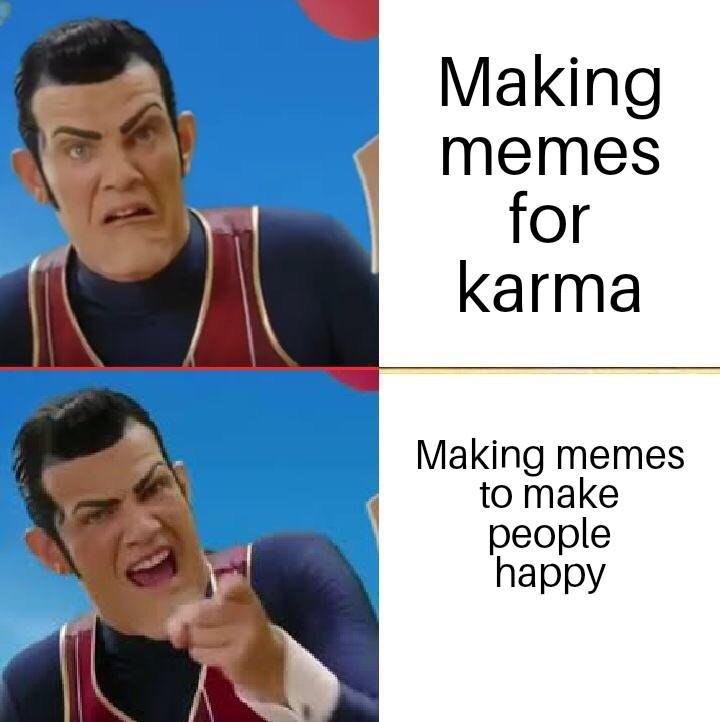 Making
memes
for
karma
Making memes
to make
people
happy